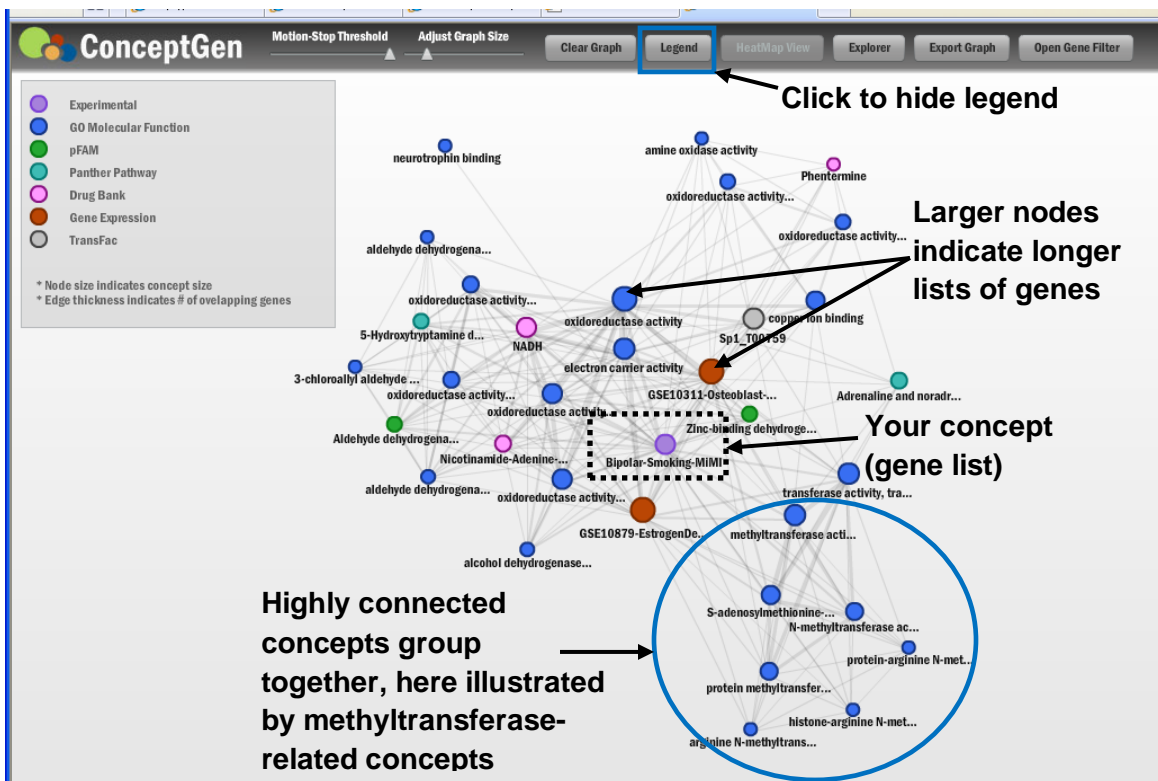 ConceptGen
Motion-Stop Threshold
Adjust Graph Size
Clear Graph
Legend
HeatMap View
Explorer
Export Graph
Open Gene Filter
Click to hide legend
Experimental
GO Molecular Function
pFAM
Panther Pathway
Drug Bank
Gene Expression
TransFac
* Node size indicates concept size
* Edge thickness indicates # of ovelapping genes
neurotrophin binding
amine oxidase activity
Phentermine
oxidoreductase activity...
Larger nodes
indicate longer
lists of genes
oxidoreductase activity...
aldehyde dehydrogena...
oxidoreductase activity...
oxidoreductase activity
copper ion binding
5-Hydroxytryptamine d...
NADH
Sp1_T00759
electron carrier activity
3-chloroallyl aldehyde ...
oxidoreductase activity...
GSE10311-Osteoblast-...
Adrenaline and noradr...
oxidoreductase activity...
Zinc-binding dehydroge...
Aldehyde dehydrogena...
Nicotinamide-Adenine-...
Bipolar-Smoking-MiMI
Your concept
(gene list)
aldehyde dehydrogena...
oxidoreductase activity...
transferase activity, tra...
GSE10879-EstrogenDe...
methyltransferase acti...
alcohol dehydrogenase...
Highly connected
concepts group
together, here illustrated
by methyltransferase-
related concepts
S-adenosylmethionine-...
N-methyltransferase ac...
protein-arginine N-met...
protein methyltransfer...
histone-arginine N-met...
arginine N-methyltrans...